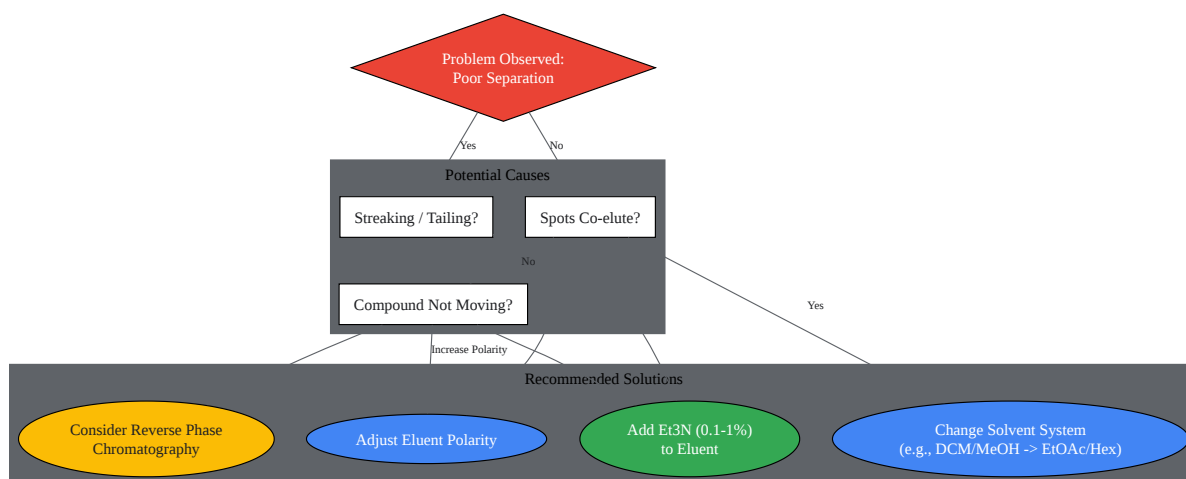 Problem Observed:
Poor Separation
Yes
No
Potential Causes
Streaking / Tailing?
Spots Co-elute?
No
Compound Not Moving?
Yes
Increase Polarity
Recommended Solutions
Consider Reverse Phase
Chromatography
Adjust Eluent Polarity
Add Et3N (0.1-1%)
to Eluent
Change Solvent System
(e.g., DCM/MeOH -> EtOAc/Hex)